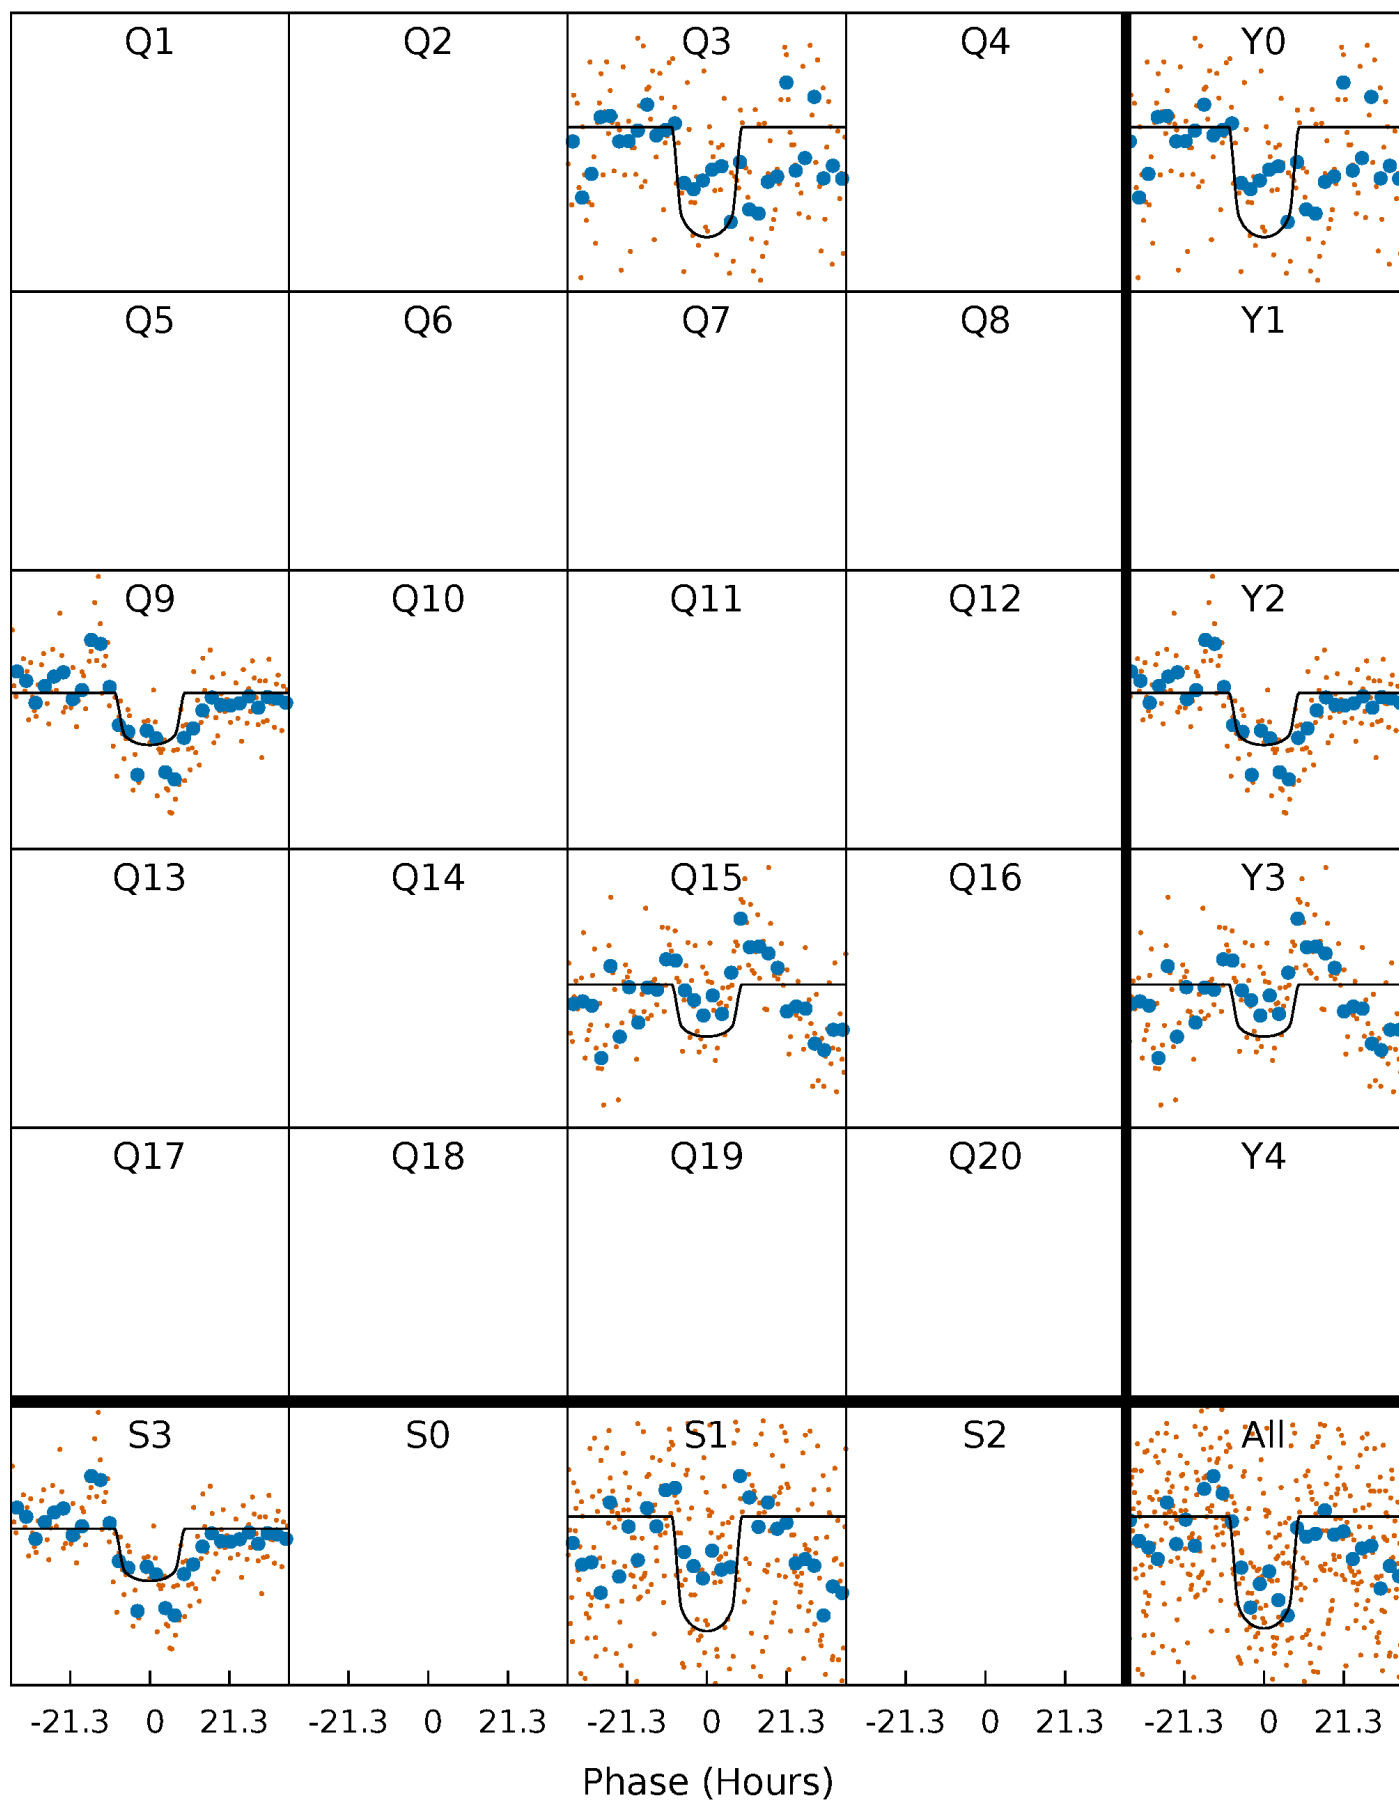 Q1 Q2 Q3 Q4 Y0
Q5 Q6 Q7 Q8 Y1
Q9 Q10 Q11 Q12 Y2
Q13 Q14 Q15 Q16 Y3
Q17 Q18 Q19 Q20 Y4
S3 S0 S1 S2 All
-21.3 0 21.3 -21.3 0 21.3 -21.3 0 21.3 -21.3 0 21.3 -21.3 0 21.3
Phase (Hours)